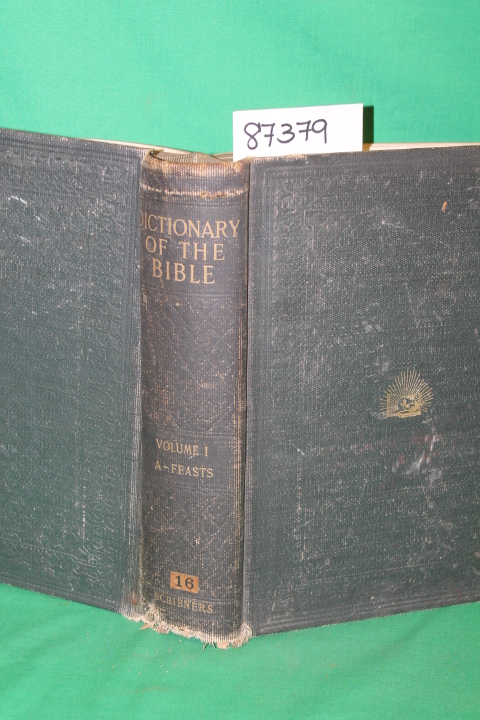 87379
DICTIONARY
OF THE
BIBLE
VOLUME I
A-FEASTS
16
SCRIBNERS